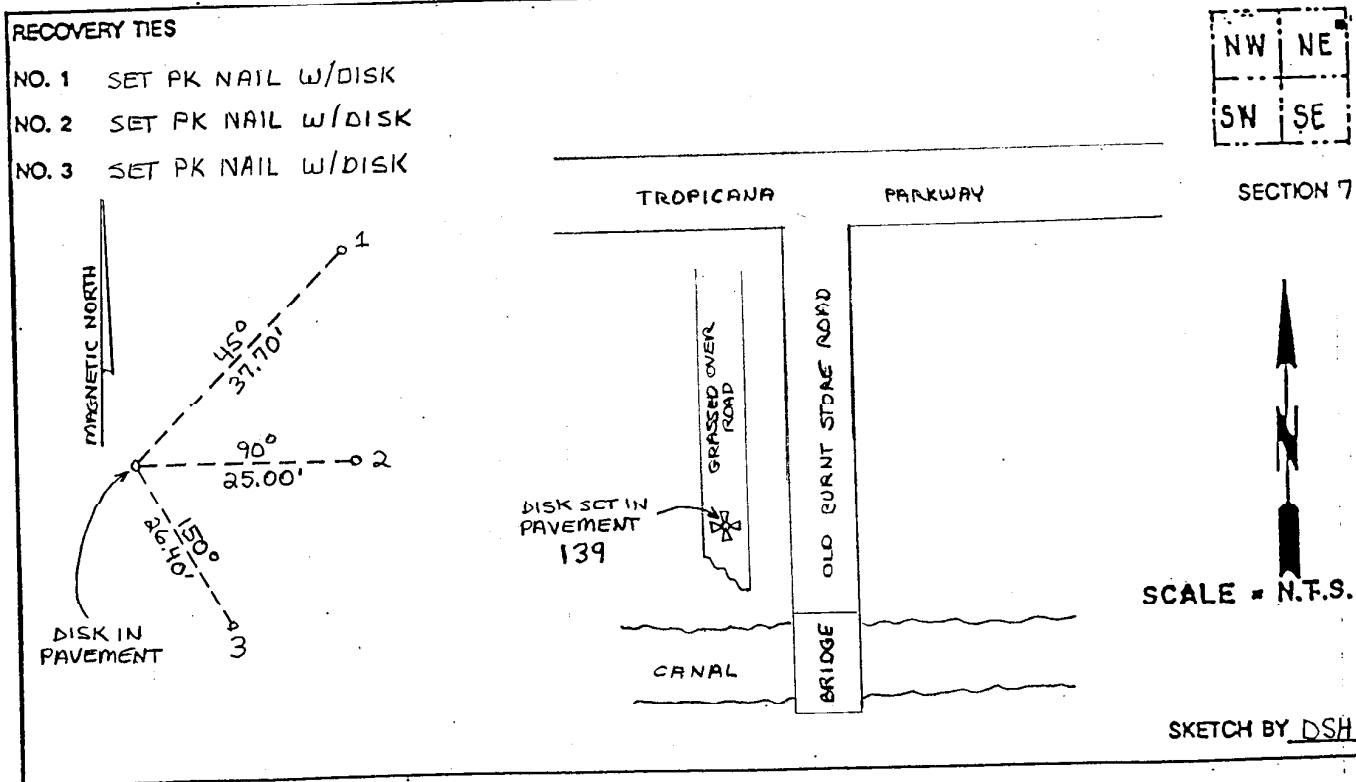 RECOVERY TIES
NO. 1 SET PK NAIL W/DISK
NO. 2 SET PK NAIL W/DISK
NO. 3 SET PK NAIL W/DISK
MAGNETIC NORTH
1
45°
37.70'
90°
25.00'
2
150°
26.40'
3
DISK IN
PAVEMENT
TROPICANA PARKWAY
GRASSED OVER
ROAD
OLD BURNT STORE ROAD
DISK SET IN
PAVEMENT
139
CANAL
BRIDGE
NW NE
SW SE
SECTION 7
N
SCALE = N.T.S.
SKETCH BY DSH